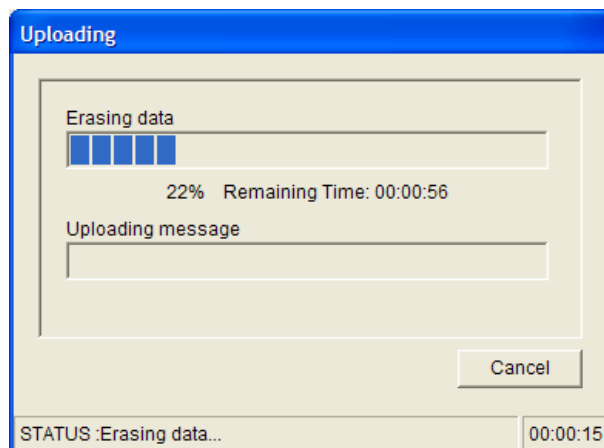 Uploading
Erasing data
22% Remaining Time: 00:00:56
Uploading message
Cancel
STATUS :Erasing data... 00:00:15